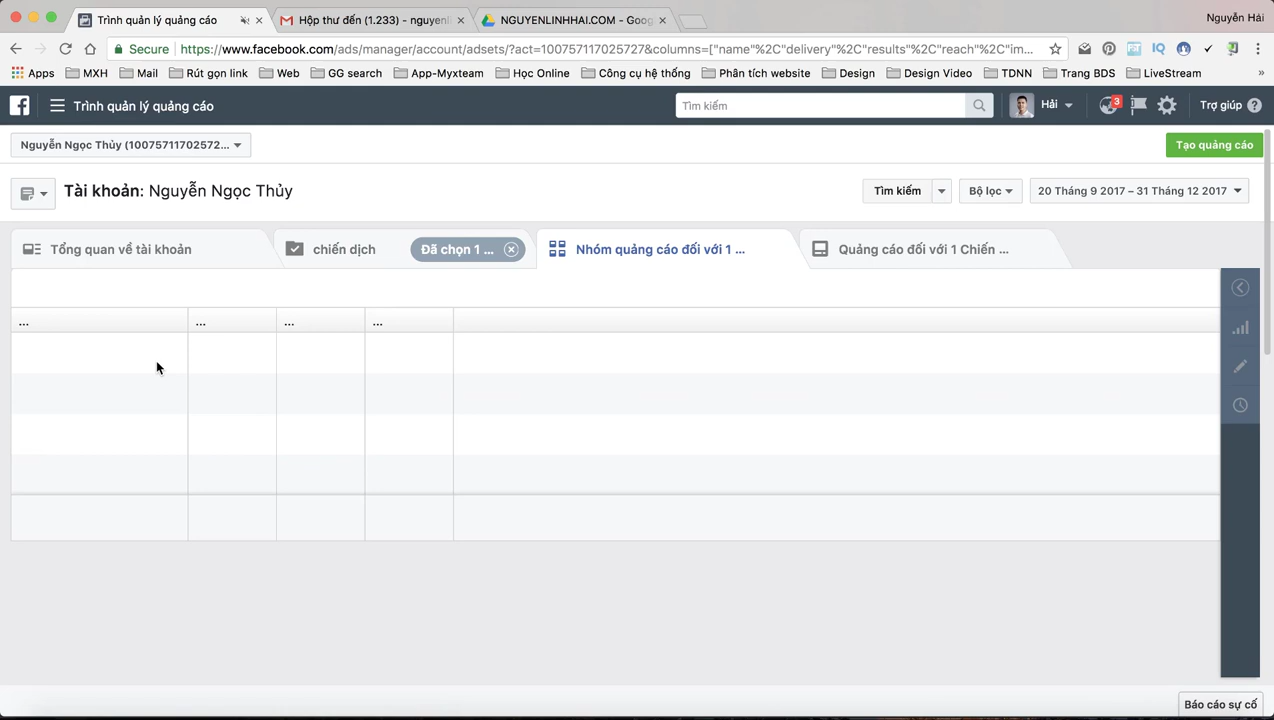 Trình quản lý quảng cáo
Hộp thư đến (1.233) - nguyenl
NGUYENLINHHAI.COM - Goog
Nguyễn Hải
Secure
https://www.facebook.com/ads/manager/account/adsets/?act=100757117025727&columns=["name"%2C"delivery"%2C"results"%2C"reach"%2C"im...
Apps
MXH
Mail
Rút gọn link
Web
GG search
App-Myxteam
Học Online
Công cụ hệ thống
Phân tích website
Design
Design Video
TDNN
Trang BDS
LiveStream
»
Trình quản lý quảng cáo
Tìm kiếm
Hải
3
Trợ giúp
Nguyễn Ngọc Thủy (10075711702572...
Tạo quảng cáo
Tài khoản: Nguyễn Ngọc Thủy
Tìm kiếm
Bộ lọc
20 Tháng 9 2017 – 31 Tháng 12 2017
Tổng quan về tài khoản
chiến dịch
Đã chọn 1 ...
Nhóm quảng cáo đối với 1 ...
Quảng cáo đối với 1 Chiến ...
...
...
...
...
Báo cáo sự cố